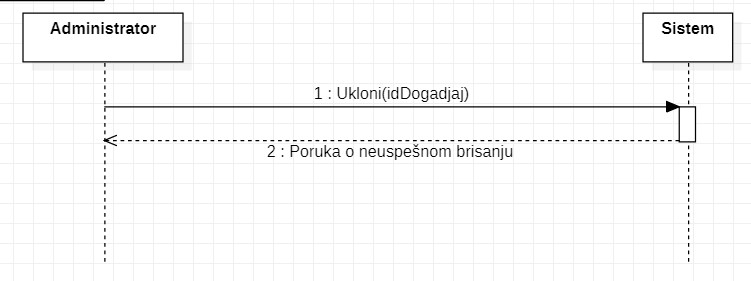 Administrator
Sistem
1 : Ukloni(idDogadjaj)
2 : Poruka o neuspešnom brisanju